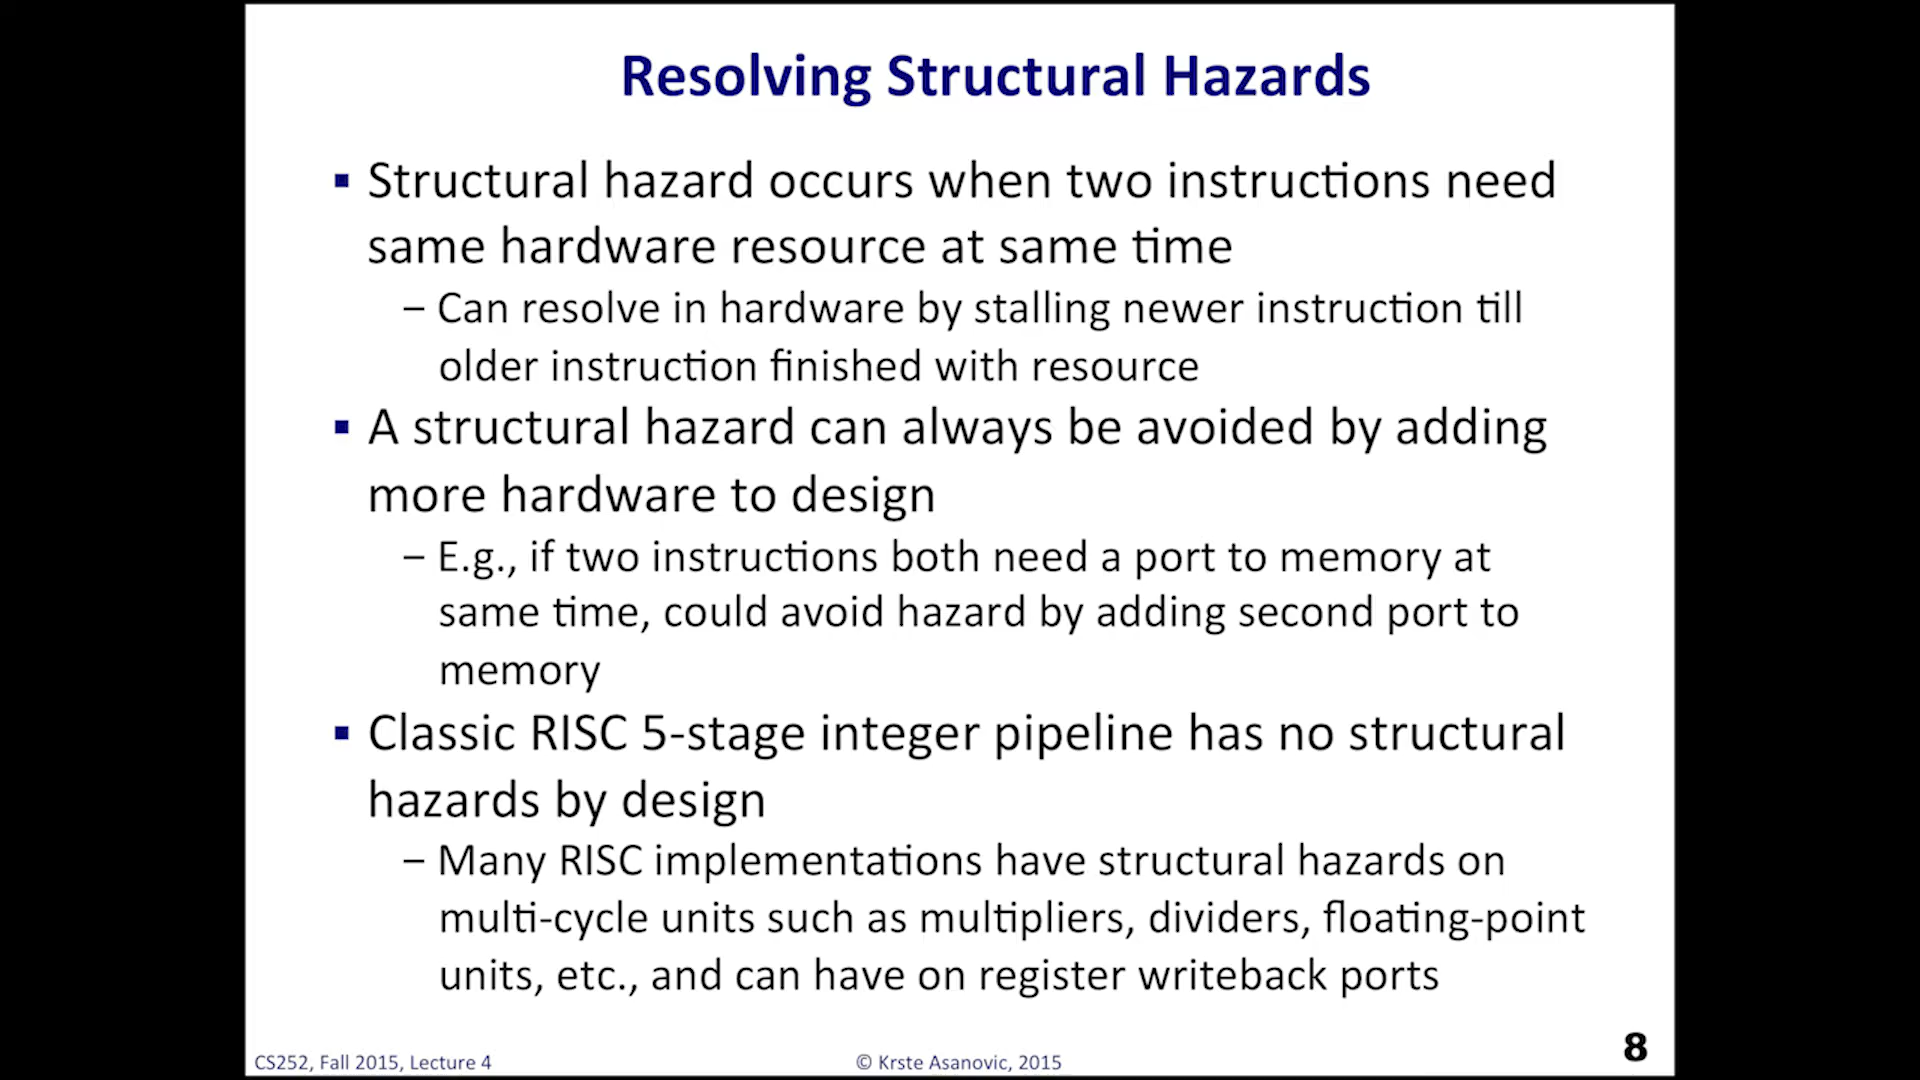 Resolving Structural Hazards
▪ Structural hazard occurs when two instructions need
same hardware resource at same time
– Can resolve in hardware by stalling newer instruction till
older instruction finished with resource
▪ A structural hazard can always be avoided by adding
more hardware to design
– E.g., if two instructions both need a port to memory at
same time, could avoid hazard by adding second port to
memory
▪ Classic RISC 5-stage integer pipeline has no structural
hazards by design
– Many RISC implementations have structural hazards on
multi-cycle units such as multipliers, dividers, floating-point
units, etc., and can have on register writeback ports
CS252, Fall 2015, Lecture 4
© Krste Asanovic, 2015
8